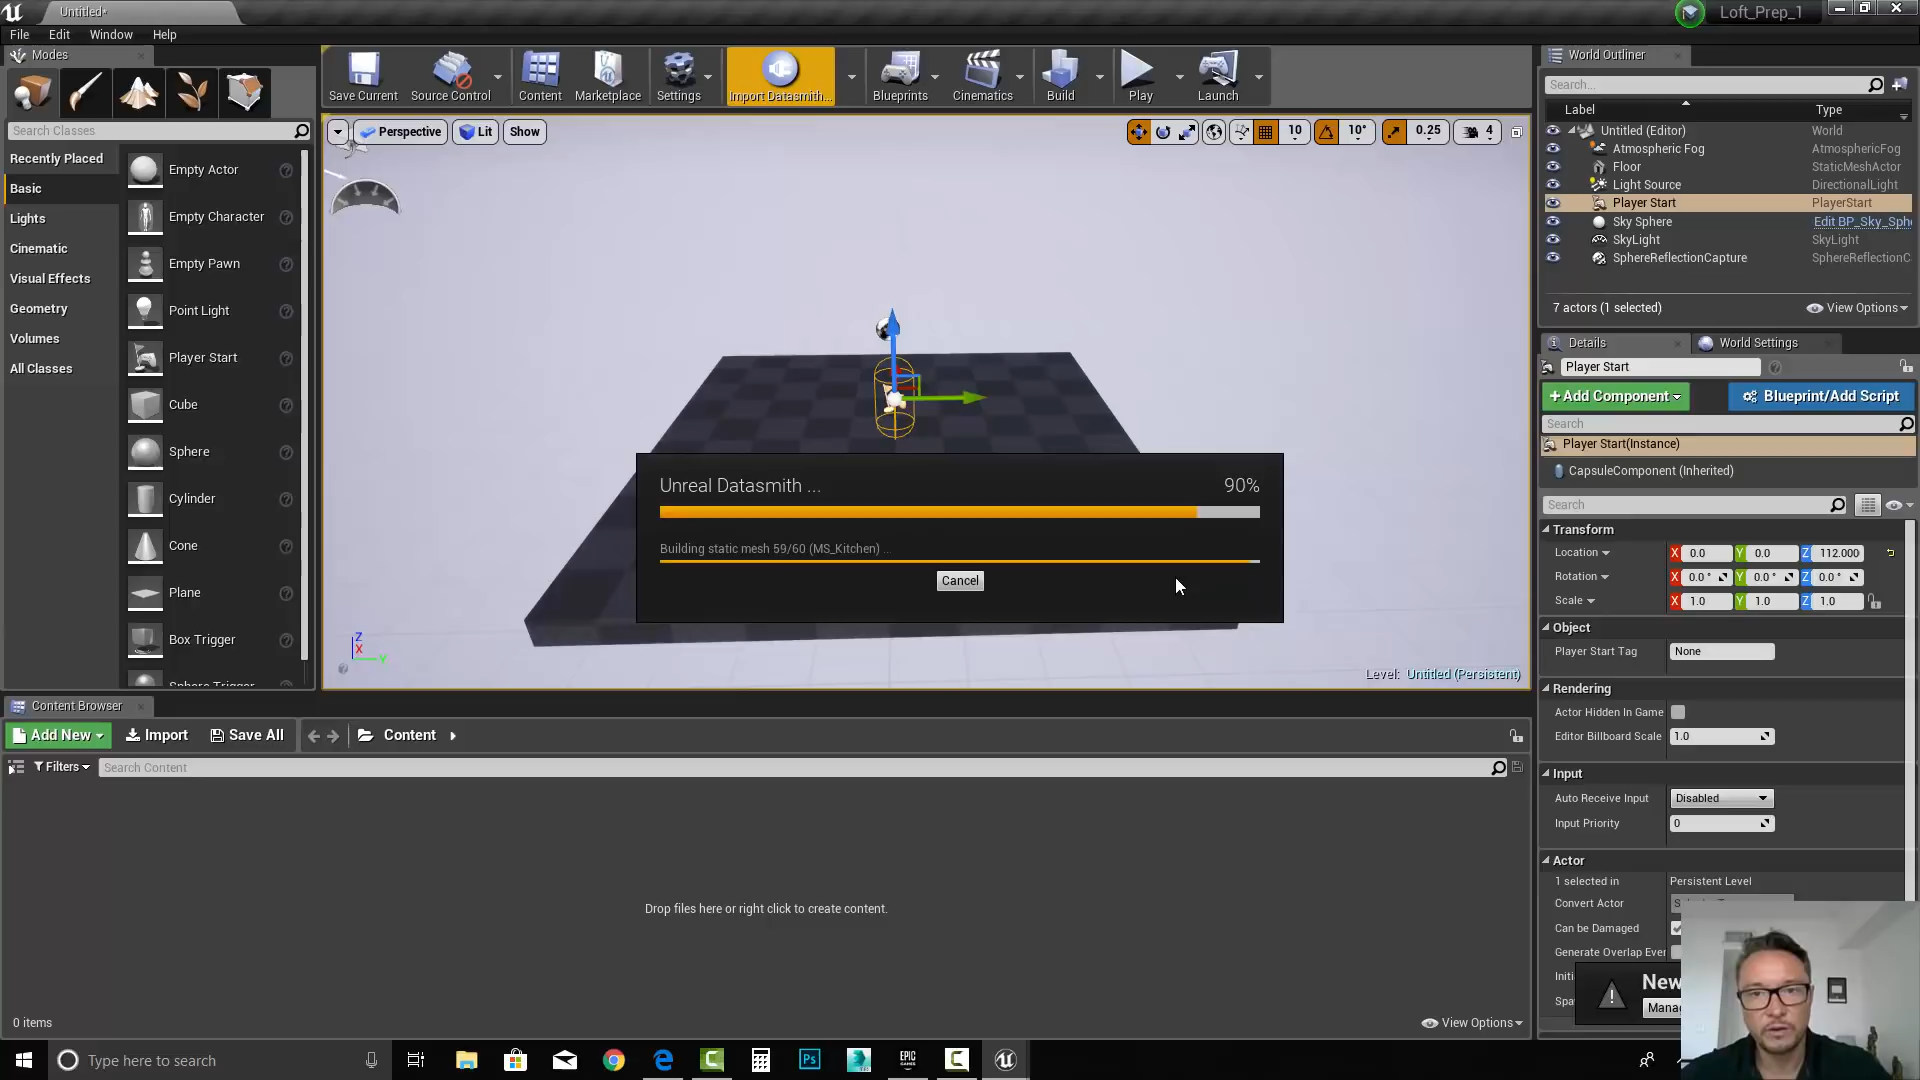 Untitled*
Loft_Prep_1
File Edit Window Help
Modes
Search Classes
Recently Placed
Basic
Lights
Cinematic
Visual Effects
Geometry
Volumes
All Classes
Empty Actor
Empty Character
Empty Pawn
Point Light
Player Start
Cube
Sphere
Cylinder
Cone
Plane
Box Trigger
Sphere Trigger
Save Current Source Control Content Marketplace Settings Import Datasmith... Blueprints Cinematics Build Play Launch
Perspective Lit Show
10 10° 0.25 4
Unreal Datasmith ... 90%
Building static mesh 59/60 (MS_Kitchen) ...
Cancel
Z
X
Y
Level: Untitled (Persistent)
World Outliner
Search...
Label Type
Untitled (Editor) World
Atmospheric Fog AtmosphericFog
Floor StaticMeshActor
Light Source DirectionalLight
Player Start PlayerStart
Sky Sphere Edit BP_Sky_Sph
SkyLight SkyLight
SphereReflectionCapture SphereReflectionC
7 actors (1 selected) View Options
Details World Settings
Player Start
+Add Component Blueprint/Add Script
Search
Player Start(Instance)
CapsuleComponent (Inherited)
Search
Transform
Location X 0.0 Y 0.0 Z 112.000
Rotation X 0.0 ° Y 0.0 ° Z 0.0 °
Scale X 1.0 Y 1.0 Z 1.0
Object
Player Start Tag None
Rendering
Actor Hidden In Game
Editor Billboard Scale 1.0
Input
Auto Receive Input Disabled
Input Priority 0
Actor
1 selected in Persistent Level
Convert Actor
Can be Damaged
Generate Overlap Ever
Initi
Spa
New
Mana
Content Browser
Add New Import Save All Content
Filters Search Content
Drop files here or right click to create content.
0 items View Options
Type here to search
Ps
EPIC
GAMES